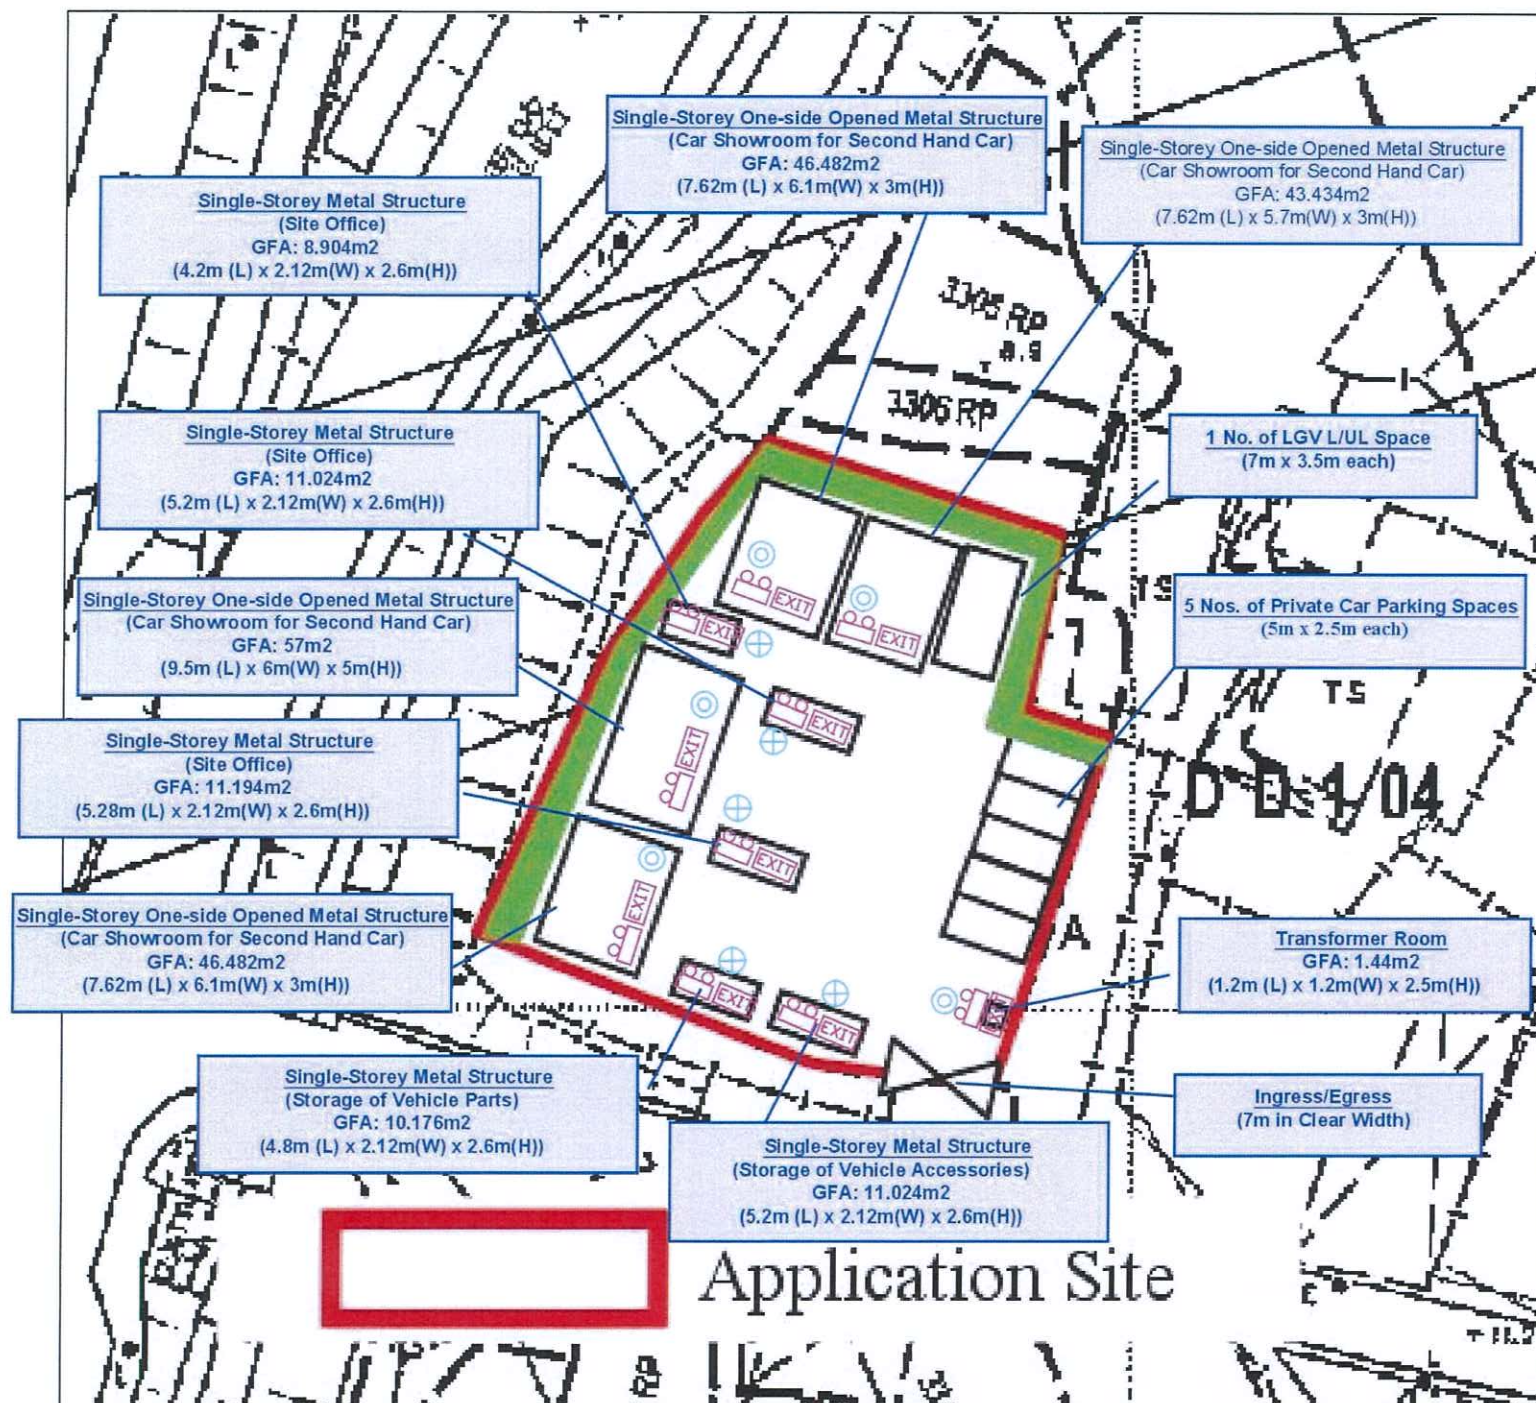 Single-Storey One-side Opened Metal Structure
(Car Showroom for Second Hand Car)
GFA: 46.482m2
(7.62m (L) x 6.1m(W) x 3m(H))
Single-Storey One-side Opened Metal Structure
(Car Showroom for Second Hand Car)
GFA: 43.434m2
(7.62m (L) x 5.7m(W) x 3m(H))
Single-Storey Metal Structure
(Site Office)
GFA: 8.904m2
(4.2m (L) x 2.12m(W) x 2.6m(H))
3305 RP
3306 RP
Single-Storey Metal Structure
(Site Office)
GFA: 11.024m2
(5.2m (L) x 2.12m(W) x 2.6m(H))
1 No. of LGV L/UL Space
(7m x 3.5m each)
Single-Storey One-side Opened Metal Structure
(Car Showroom for Second Hand Car)
GFA: 57m2
(9.5m (L) x 6m(W) x 5m(H))
5 Nos. of Private Car Parking Spaces
(5m x 2.5m each)
EXIT
EXIT
EXIT
EXIT
EXIT
EXIT
EXIT
EXIT
EXIT
EXIT
TS
TS
D D 104
A
Single-Storey Metal Structure
(Site Office)
GFA: 11.194m2
(5.28m (L) x 2.12m(W) x 2.6m(H))
Single-Storey One-side Opened Metal Structure
(Car Showroom for Second Hand Car)
GFA: 46.482m2
(7.62m (L) x 6.1m(W) x 3m(H))
Transformer Room
GFA: 1.44m2
(1.2m (L) x 1.2m(W) x 2.5m(H))
Single-Storey Metal Structure
(Storage of Vehicle Parts)
GFA: 10.176m2
(4.8m (L) x 2.12m(W) x 2.6m(H))
Ingress/Egress
(7m in Clear Width)
Single-Storey Metal Structure
(Storage of Vehicle Accessories)
GFA: 11.024m2
(5.2m (L) x 2.12m(W) x 2.6m(H))
Application Site
E
RP